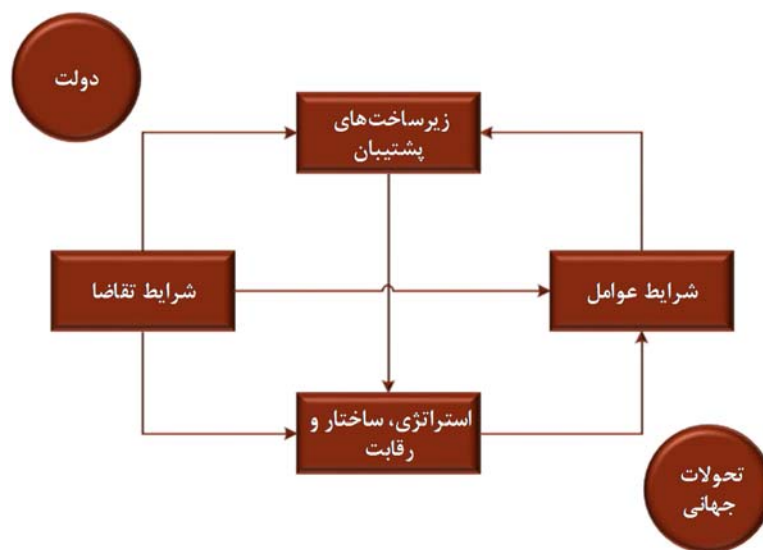 دولت
زیرساخت‌های
پشتیبان
شرایط عوامل
شرایط تقاضا
استراتژی، ساختار و
رقابت
تحولات
جهانی